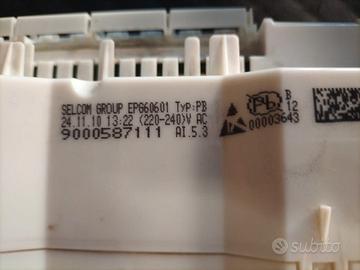 SELCOM GROUP EPG60601 Typ:PB
24.11.10 13:22 (220-240)V AC
9000587111 AI.5.3
Pb
B
12
00003643
subito